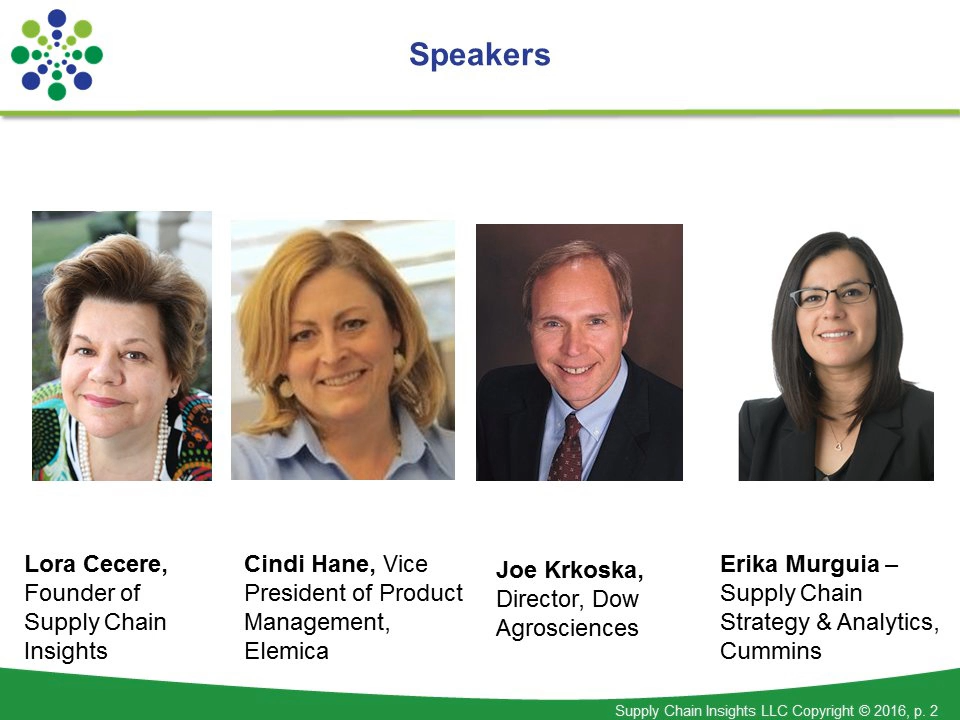 Speakers
Lora Cecere,
Founder of
Supply Chain
Insights
Cindi Hane, Vice
President of Product
Management,
Elemica
Joe Krkoska,
Director, Dow
Agrosciences
Erika Murguia –
Supply Chain
Strategy & Analytics,
Cummins
Supply Chain Insights LLC Copyright © 2016, p. 2